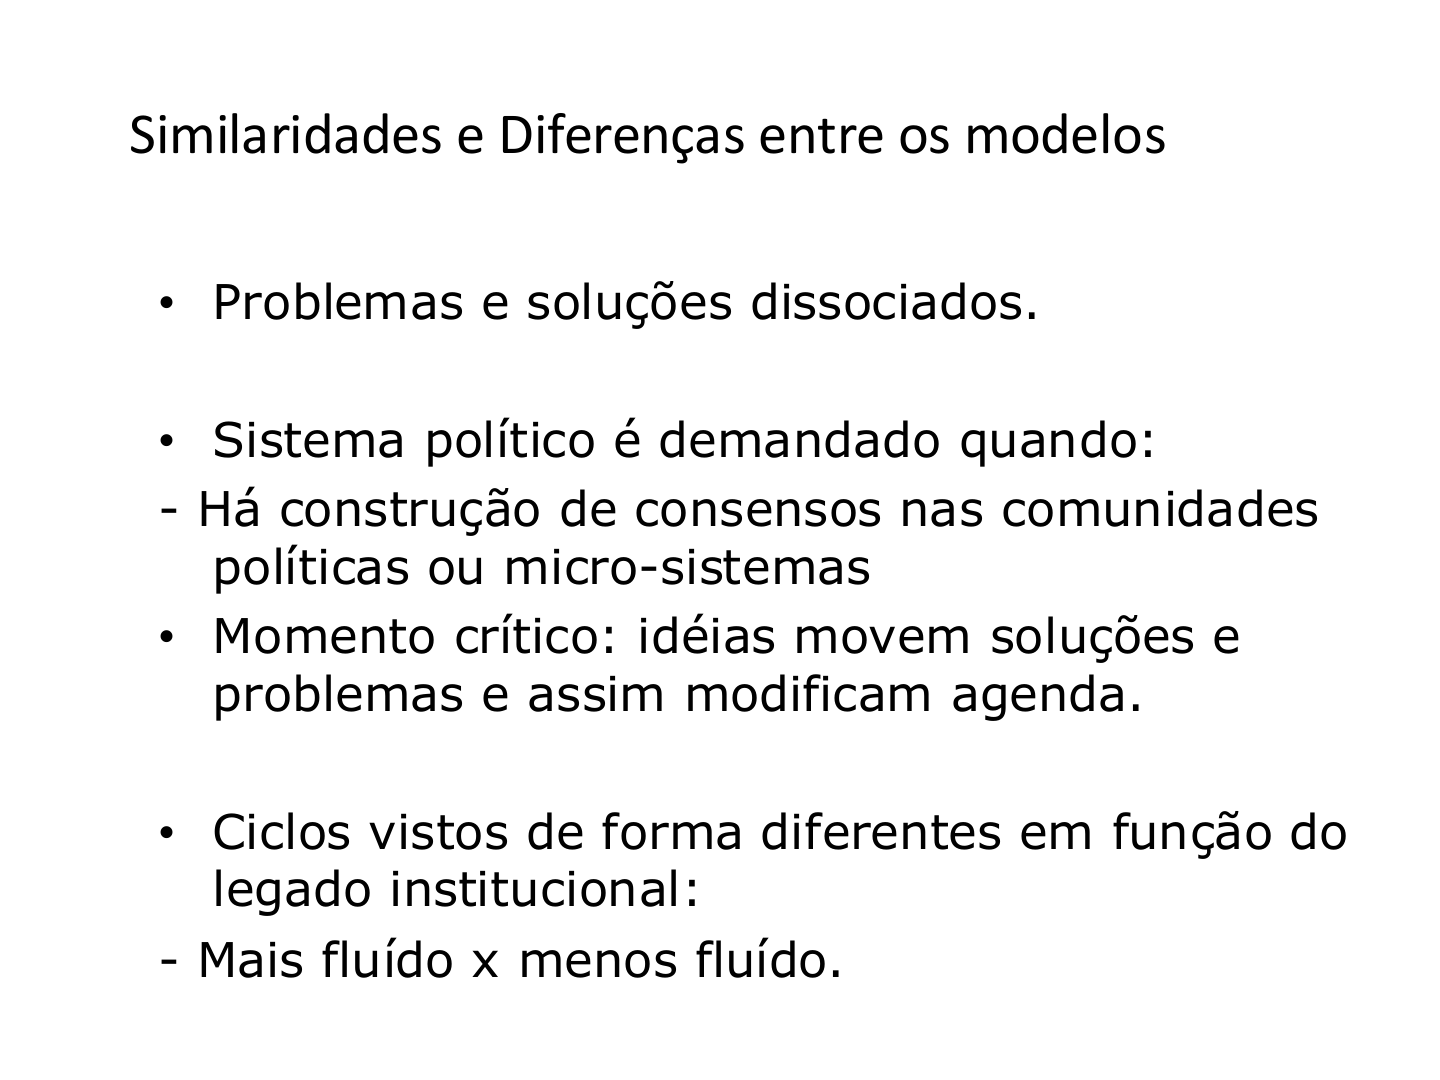 Similaridades e Diferenças entre os modelos
• Problemas e soluções dissociados.
• Sistema político é demandado quando:
- Há construção de consensos nas comunidades
políticas ou micro-sistemas
• Momento crítico: idéias movem soluções e
problemas e assim modificam agenda.
• Ciclos vistos de forma diferentes em função do
legado institucional:
- Mais fluído x menos fluído.